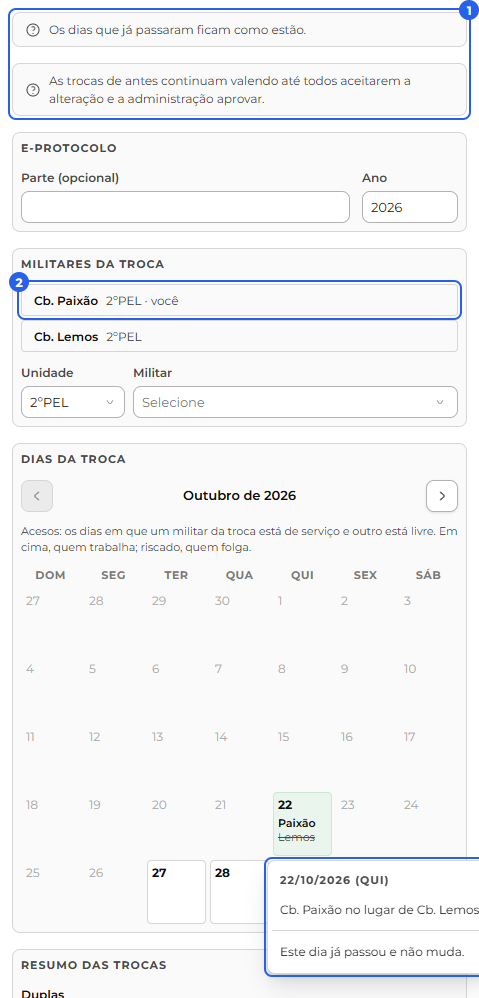 1
Os dias que já passaram ficam como estão.
As trocas de antes continuam valendo até todos aceitarem a
alteração e a administração aprovar.
E-PROTOCOLO
Parte (opcional) Ano
2026
MILITARES DA TROCA
2
Cb. Paixão 2ºPEL · você
Cb. Lemos 2ºPEL
Unidade Militar
2ºPEL Selecione
DIAS DA TROCA
Outubro de 2026
Acesos: os dias em que um militar da troca está de serviço e outro está livre. Em
cima, quem trabalha; riscado, quem folga.
DOM SEG TER QUA QUI SEX SÁB
27 28 29 30 1 2 3
4 5 6 7 8 9 10
11 12 13 14 15 16 17
18 19 20 21 22 23 24
Paixão
Lemos
25 26 27 28
22/10/2026 (QUI)
Cb. Paixão no lugar de Cb. Lemos
Este dia já passou e não muda.
RESUMO DAS TROCAS
Duplas